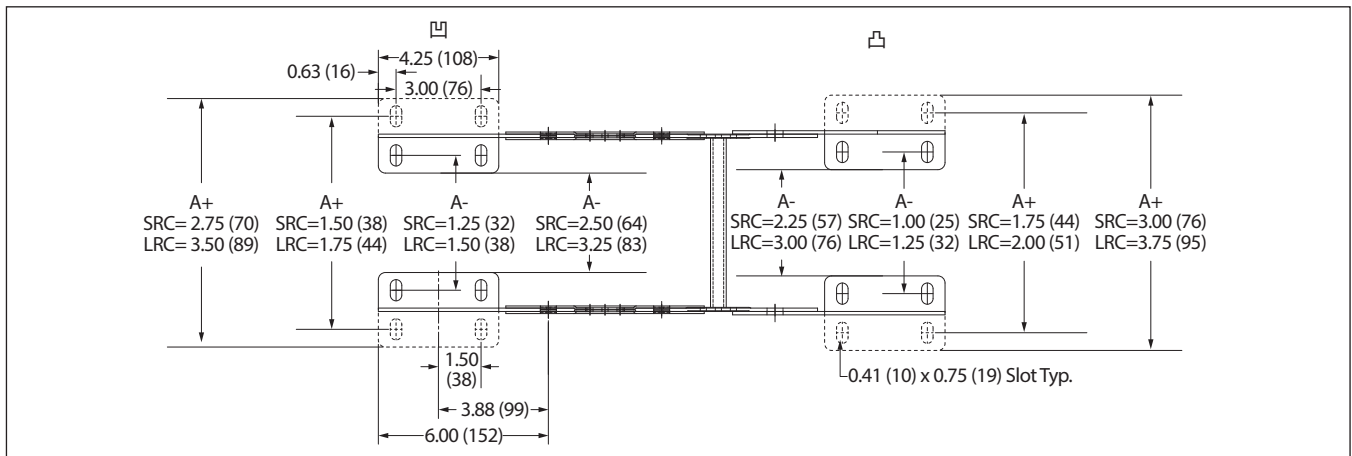 4.25 (108)
0.63 (16)
3.00 (76)
A+
SRC= 2.75 (70)
LRC= 3.50 (89)
A+
SRC=1.50 (38)
LRC=1.75 (44)
A-
SRC=1.25 (32)
LRC=1.50 (38)
A-
SRC=2.50 (64)
LRC=3.25 (83)
A-
SRC=2.25 (57)
LRC=3.00 (76)
A-
SRC=1.00 (25)
LRC=1.25 (32)
A+
SRC=1.75 (44)
LRC=2.00 (51)
A+
SRC=3.00 (76)
LRC=3.75 (95)
1.50
(38)
0.41 (10) x 0.75 (19) Slot Typ.
3.88 (99)
6.00 (152)